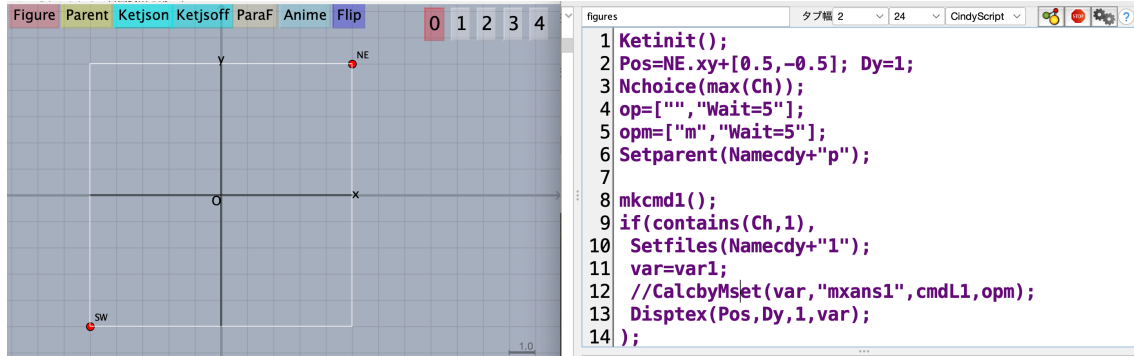 Figure Parent Ketjson Ketjsoff ParaF Anime Flip
0 1 2 3 4
y
NE
O
x
SW
1.0
figures タブ幅 2 24 CindyScript STOP ?
1 Ketinit();
2 Pos=NE.xy+[0.5,-0.5]; Dy=1;
3 Nchoice(max(Ch));
4 op=["","Wait=5"];
5 opm=["m","Wait=5"];
6 Setparent(Namecdy+"p");
7
8 mkcmd1();
9 if(contains(Ch,1),
10 Setfiles(Namecdy+"1");
11 var=var1;
12 //CalcbyMset(var,"mxans1",cmdL1,opm);
13 Disptex(Pos,Dy,1,var);
14 );